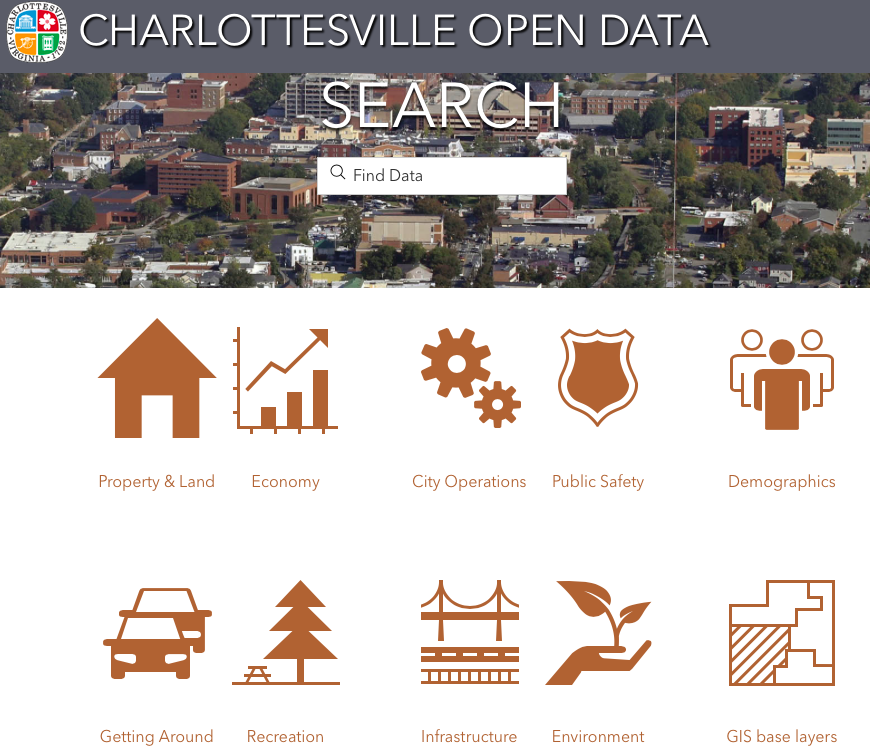 CHARLOTTESVILLE
VIRGINIA · 1762
CHARLOTTESVILLE OPEN DATA
SEARCH
Find Data
Property & Land Economy City Operations Public Safety Demographics
Getting Around Recreation Infrastructure Environment GIS base layers